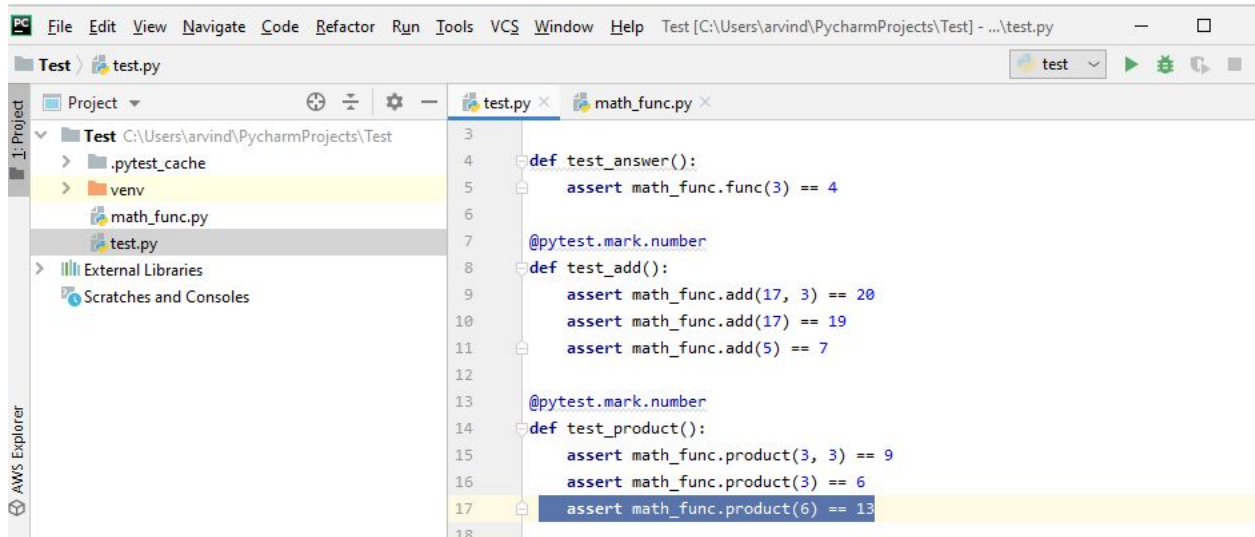 PC File Edit View Navigate Code Refactor Run Tools VCS Window Help Test [C:\Users\arvind\PycharmProjects\Test] - ...\test.py
Test test.py
test
1: Project
Project
Test C:\Users\arvind\PycharmProjects\Test
.pytest_cache
venv
math_func.py
test.py
External Libraries
Scratches and Consoles
AWS Explorer
test.py math_func.py
3
4 def test_answer():
5 assert math_func.func(3) == 4
6
7 @pytest.mark.number
8 def test_add():
9 assert math_func.add(17, 3) == 20
10 assert math_func.add(17) == 19
11 assert math_func.add(5) == 7
12
13 @pytest.mark.number
14 def test_product():
15 assert math_func.product(3, 3) == 9
16 assert math_func.product(3) == 6
17 assert math_func.product(6) == 13
18